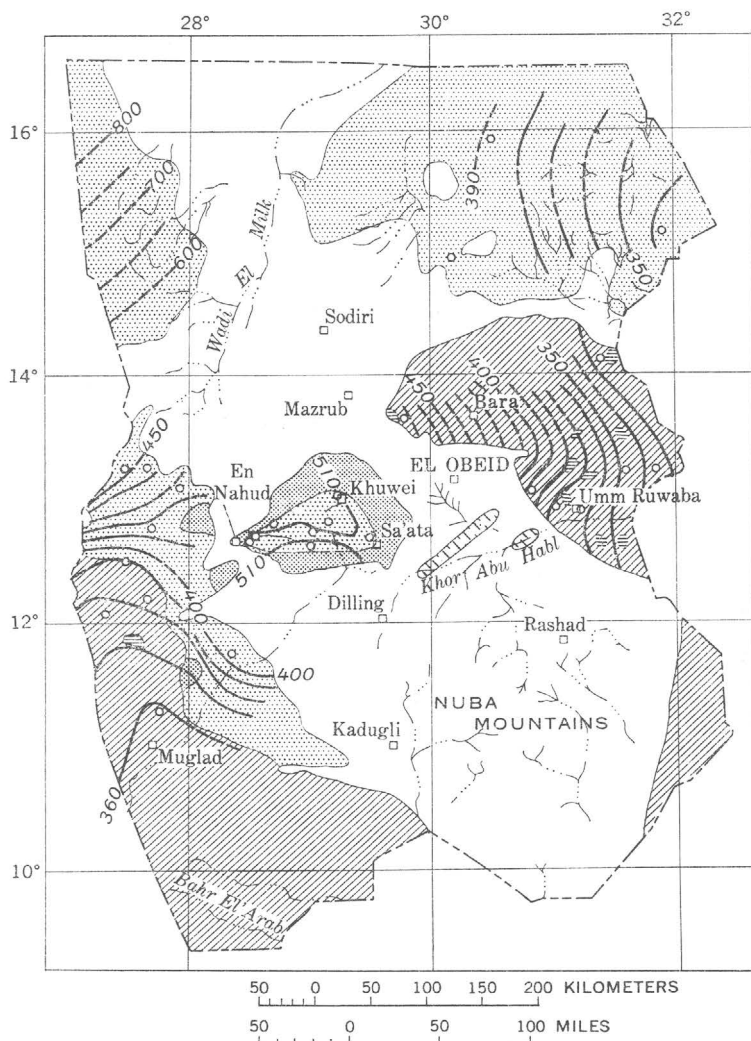 28° 30° 32°
16°
14°
12°
10°
800
700
600
390
350
Wadi El Milk
Sodiri
Mazrub
450
400
350
Bara
450
En Nahud
510
Khuwei
EL OBEID
Umm Ruwaba
Sa'ata
510
Khor Abu Habl
400
Dilling
Rashad
400
NUBA MOUNTAINS
Kadugli
Muglad
360
Bahr El Arab
50 0 50 100 150 200 KILOMETERS
50 0 50 100 MILES